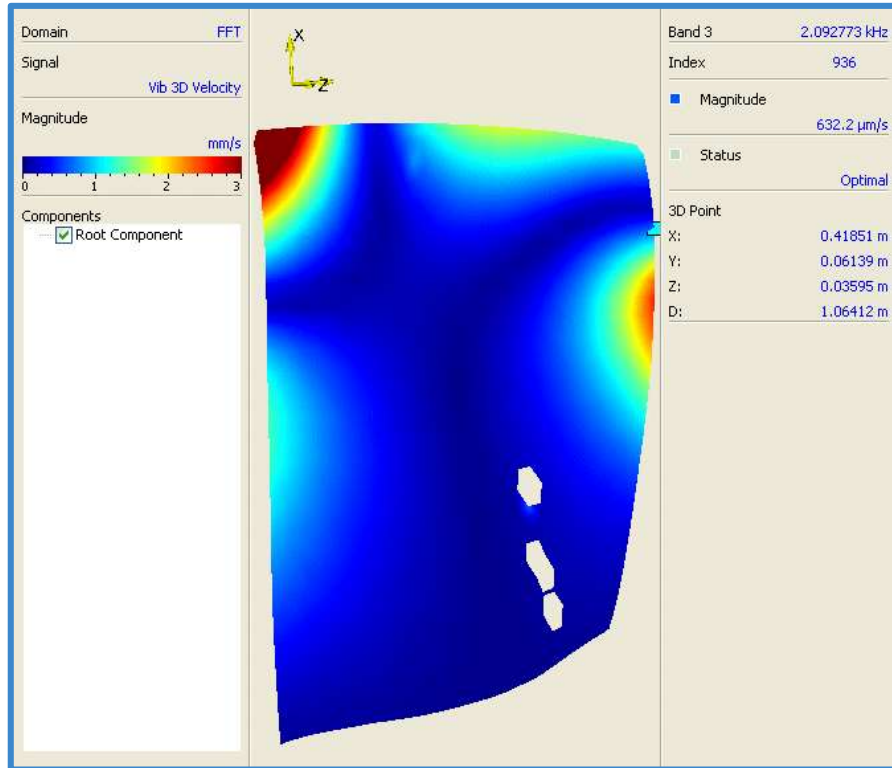 Domain FFT
Signal
Vib 3D Velocity
Magnitude
mm/s
0 1 2 3
Components
Root Component
X
Z
Band 3 2.092773 kHz
Index 936
Magnitude
632.2 µm/s
Status
Optimal
3D Point
X: 0.41851 m
Y: 0.06139 m
Z: 0.03595 m
D: 1.06412 m